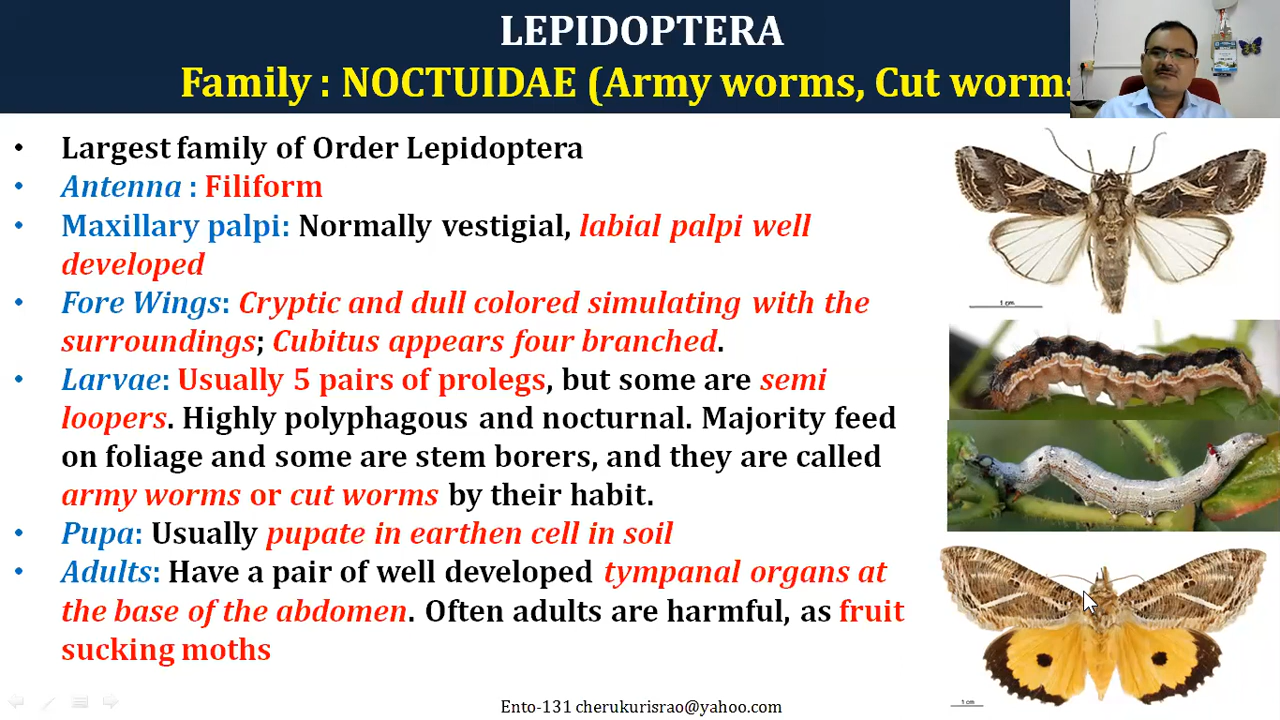 LEPIDOPTERA
Family : NOCTUIDAE (Army worms, Cut worms
• Largest family of Order Lepidoptera
• Antenna : Filiform
• Maxillary palpi: Normally vestigial, labial palpi well
developed
• Fore Wings: Cryptic and dull colored simulating with the
surroundings; Cubitus appears four branched.
• Larvae: Usually 5 pairs of prolegs, but some are semi
loopers. Highly polyphagous and nocturnal. Majority feed
on foliage and some are stem borers, and they are called
army worms or cut worms by their habit.
• Pupa: Usually pupate in earthen cell in soil
• Adults: Have a pair of well developed tympanal organs at
the base of the abdomen. Often adults are harmful, as fruit
sucking moths
1 cm
1 cm
Ento-131 cherukurisrao@yahoo.com